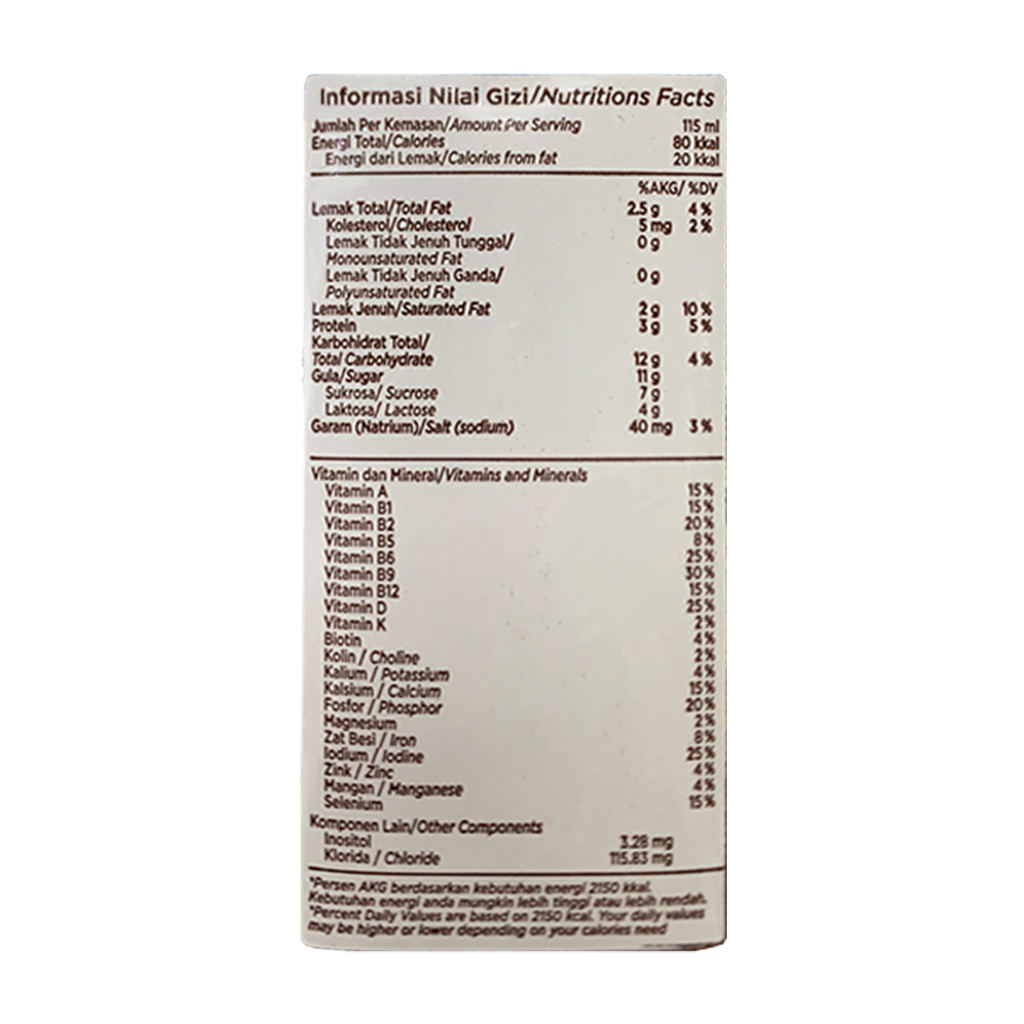 Informasi Nilai Gizi/Nutritions Facts
Jumlah Per Kemasan/Amount Per Serving 115 ml
Energi Total/Calories 80 kkal
Energi dari Lemak/Calories from fat 20 kkal
%AKG/ %DV
Lemak Total/Total Fat 2.5 g 4 %
Kolesterol/Cholesterol 5 mg 2 %
Lemak Tidak Jenuh Tunggal/ 0 g
Monounsaturated Fat
Lemak Tidak Jenuh Ganda/ 0 g
Polyunsaturated Fat
Lemak Jenuh/Saturated Fat 2 g 10 %
Protein 3 g 5 %
Karbohidrat Total/
Total Carbohydrate 12 g 4 %
Gula/Sugar 11 g
Sukrosa/ Sucrose 7 g
Laktosa/ Lactose 4 g
Garam (Natrium)/Salt (sodium) 40 mg 3 %
Vitamin dan Mineral/Vitamins and Minerals
Vitamin A 15 %
Vitamin B1 15 %
Vitamin B2 20 %
Vitamin B5 8 %
Vitamin B6 25 %
Vitamin B9 30 %
Vitamin B12 15 %
Vitamin D 25 %
Vitamin K 2 %
Biotin 4 %
Kolin / Choline 2 %
Kalium / Potassium 4 %
Kalsium / Calcium 15 %
Fosfor / Phosphor 20 %
Magnesium 2 %
Zat Besi / Iron 8 %
Iodium / Iodine 25 %
Zink / Zinc 4 %
Mangan / Manganese 4 %
Selenium 15 %
Komponen Lain/Other Components
Inositol 3.28 mg
Klorida / Chloride 115.83 mg
*Persen AKG berdasarkan kebutuhan energi 2150 kkal.
Kebutuhan energi anda mungkin lebih tinggi atau lebih rendah.
*Percent Daily Values are based on 2150 kcal. Your daily values
may be higher or lower depending on your calories need